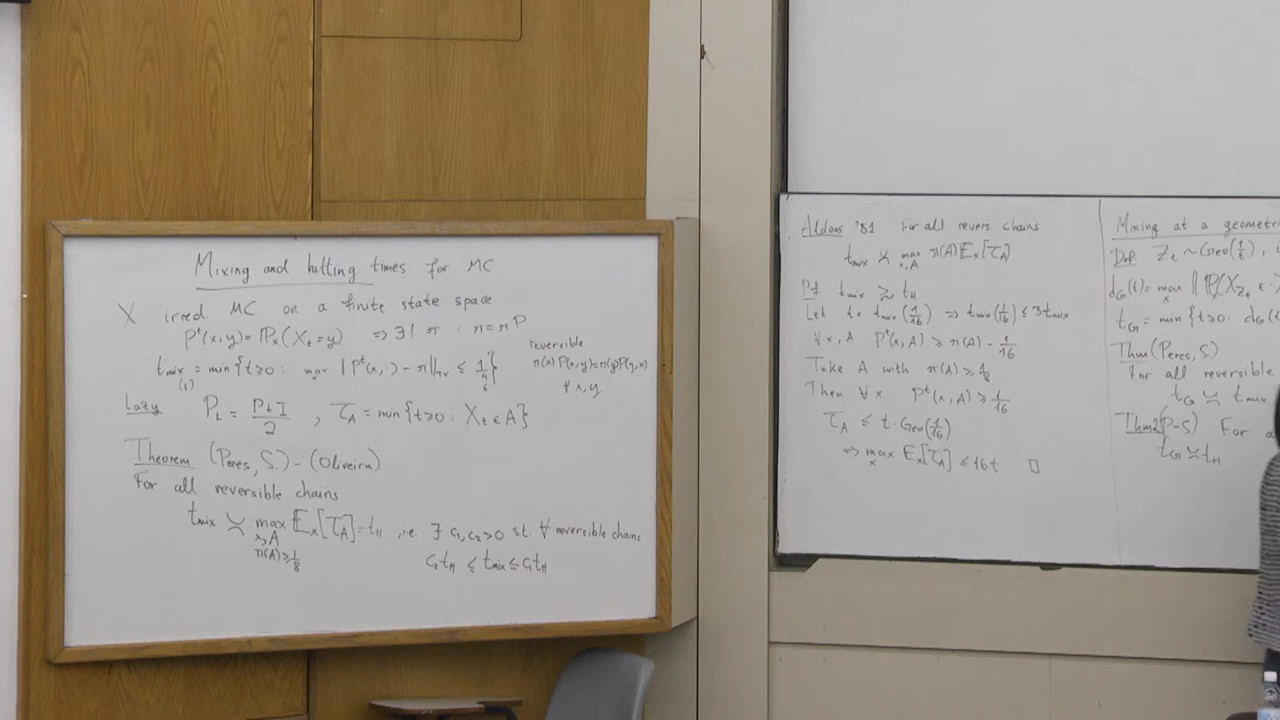 Mixing and hitting times for MC
X irred. MC on a finite state space
P^t(x,y) = ℙ_x(X_t = y) ⇒ ∃! π : π = πP
reversible
π(x)P(x,y) = π(y)P(y,x)
∀ x,y
t_mix = min{t ≥ 0 : max_x ‖P^t(x,·) − π‖_TV ≤ 1/4}
Lazy P_L = (P+I)/2 , τ_A = min{t ≥ 0 : X_t ∈ A}
Theorem (Peres, S.) – (Oliveira)
For all reversible chains
t_mix ≍ max_{x,A π(A) ≥ 1/8} 𝔼_x[τ_A] = t_H , i.e. ∃ c_1, c_2 > 0 st. ∀ reversible chains
c_2 t_H ≤ t_mix ≤ c_1 t_H
Aldous '81 For all revers chains
t_mix ≍ max_{x,A} π(A) 𝔼_x[τ_A]
Pf t_mix ≳ t_H
Let t = t_mix(1/16) ⇒ t_mix(1/16) ≤ 3t_mix
∀ x, A P^t(x,A) ≥ π(A) − 1/16
Take A with π(A) ≥ 1/8
Then ∀ x P^t(x,A) ≥ 1/16
τ_A ≤ t · Geo(1/16)
⇒ max_x 𝔼_x[τ_A] ≤ 16t □
Mixing at a geometri
Def: Z_t ~ Geo(1/t),
d_G(t) = max_x ‖ℙ_x(X_{Z_t} ∈ ·
t_G = min{t ≥ 0: d_G(
Thm (Peres, S)
For all reversible
t_G ≍ t_mix
Thm2 (P-S) For a
t_G ≍ t_H